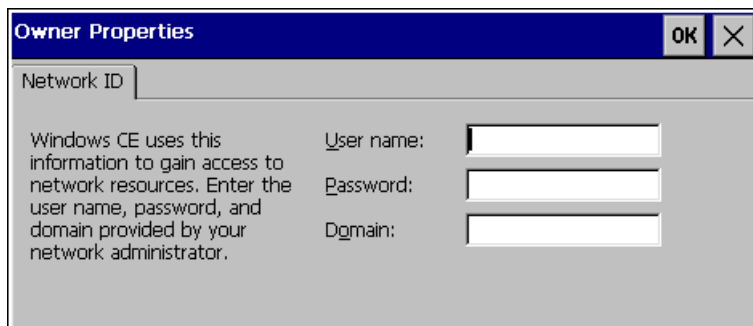 Owner Properties
OK
Network ID
Windows CE uses this
information to gain access to
network resources. Enter the
user name, password, and
domain provided by your
network administrator.
User name:
Password:
Domain: